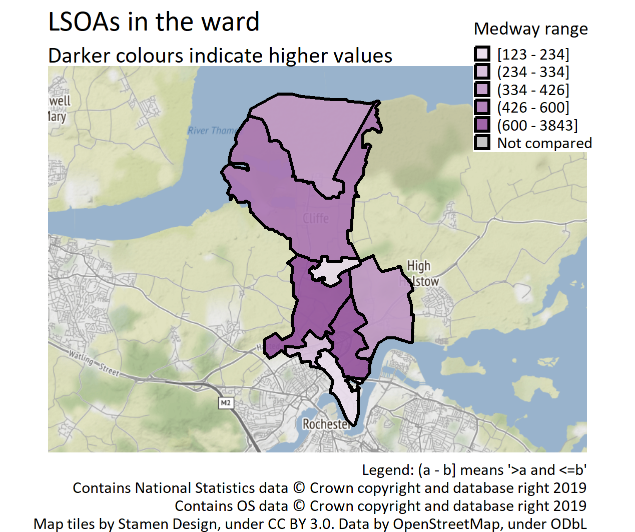 LSOAs in the ward
Darker colours indicate higher values
Medway range
[123 - 234]
(234 - 334]
(334 - 426]
(426 - 600]
(600 - 3843]
Not compared
well
Mary
River Tham
Cliffe
High
Halstow
Watling-Street
M2
Rochester
Legend: (a - b] means '>a and <=b'
Contains National Statistics data © Crown copyright and database right 2019
Contains OS data © Crown copyright and database right 2019
Map tiles by Stamen Design, under CC BY 3.0. Data by OpenStreetMap, under ODbL